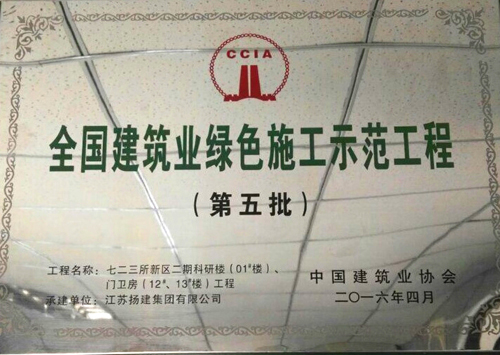 CCIA
全国建筑业绿色施工示范工程
(第五批)
工程名称：七二三所新区二期科研楼(01#楼)、
门卫房(12#、13#楼)工程
承建单位：江苏扬建集团有限公司
中国建筑业协会
二〇一六年四月